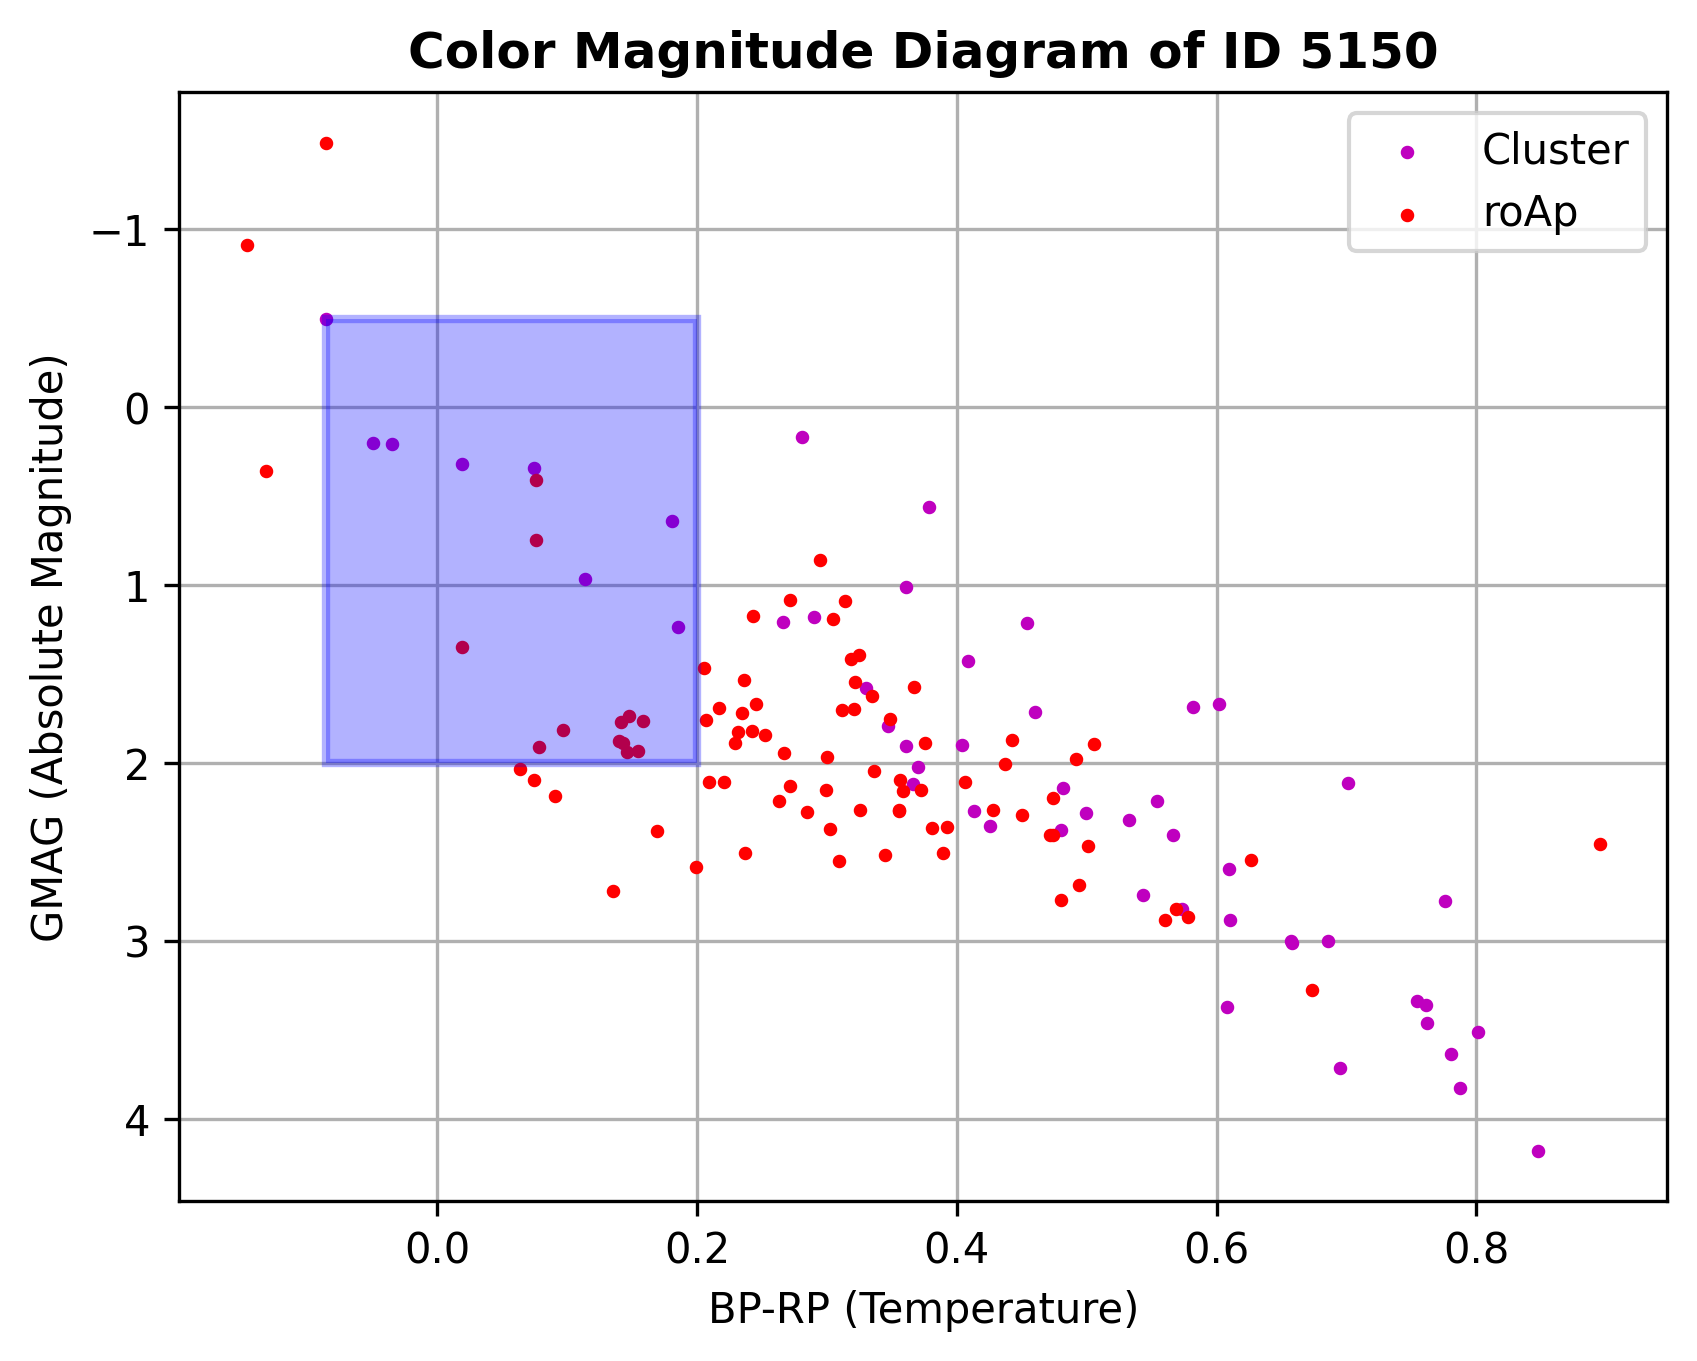 Color Magnitude Diagram of ID 5150
Cluster
roAp
GMAG (Absolute Magnitude)
−1
0
1
2
3
4
0.0 0.2 0.4 0.6 0.8
BP-RP (Temperature)